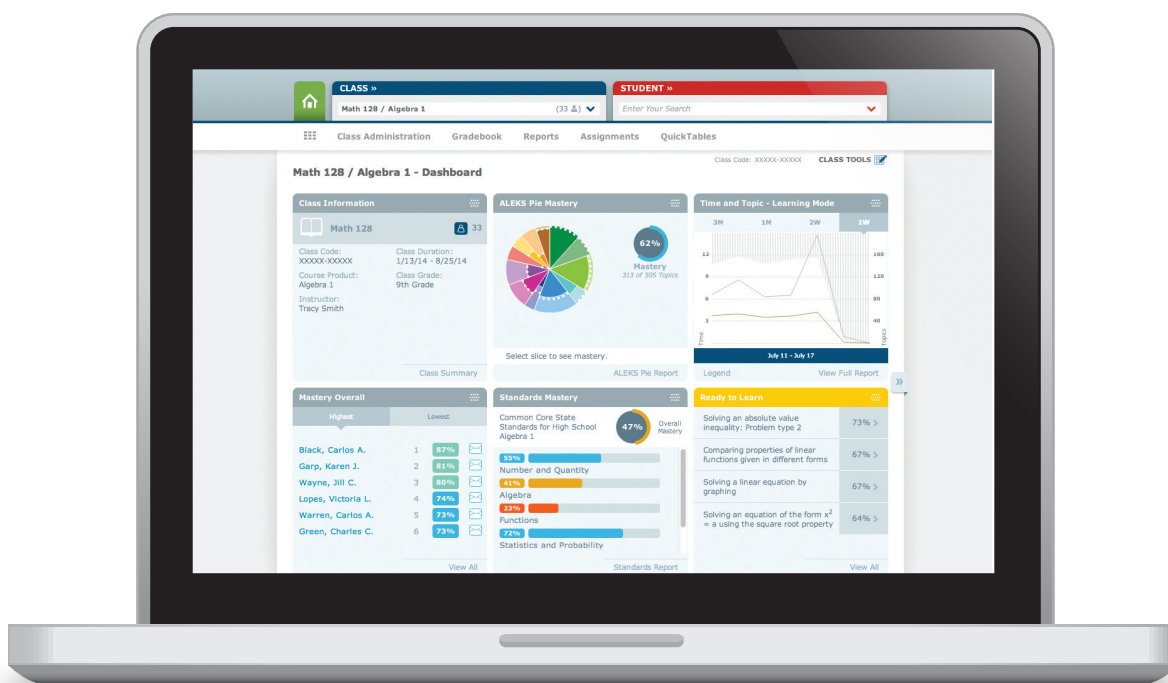 CLASS »
STUDENT »
Math 128 / Algebra 1 (33 )
Enter Your Search
Class Administration Gradebook Reports Assignments QuickTables
Class Code: XXXXX-XXXXX CLASS TOOLS
Math 128 / Algebra 1 - Dashboard
Class Information
Math 128 33
Class Code:
XXXXX-XXXXX
Class Duration:
1/13/14 - 8/25/14
Course Product:
Algebra 1
Class Grade:
9th Grade
Instructor:
Tracy Smith
Class Summary
ALEKS Pie Mastery
62%
Mastery
313 of 505 Topics
Select slice to see mastery.
ALEKS Pie Report
Time and Topic - Learning Mode
3M 1M 2W 1W
12 160
9 120
6 80
3 40
Time
Topics
July 11 - July 17
Legend View Full Report
»
Mastery Overall
Highest Lowest
Black, Carlos A. 1 87%
Garp, Karen J. 2 81%
Wayne, Jill C. 3 80%
Lopes, Victoria L. 4 74%
Warren, Carlos A. 5 73%
Green, Charles C. 6 73%
View All
Standards Mastery
Common Core State
Standards for High School
Algebra 1
47%
Overall
Mastery
55%
Number and Quantity
41%
Algebra
23%
Functions
72%
Statistics and Probability
Standards Report
Ready to Learn
Solving an absolute value
inequality: Problem type 2
73% >
Comparing properties of linear
functions given in different forms
67% >
Solving a linear equation by
graphing
67% >
Solving an equation of the form x²
= a using the square root property
64% >
View All